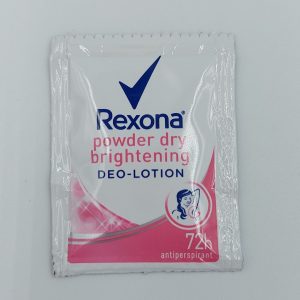 Rexona
powder dry
brightening
DEO-LOTION
72h
antiperspirant